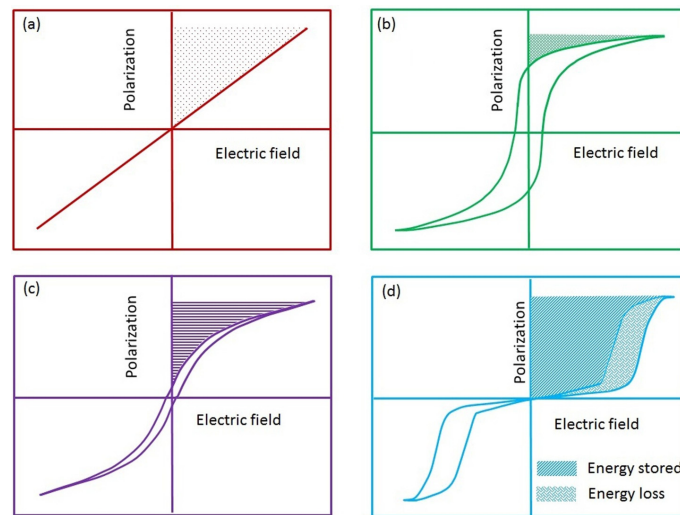 (a)
Polarization
Electric field
(b)
Polarization
Electric field
(c)
Polarization
Electric field
(d)
Polarization
Electric field
Energy stored
Energy loss